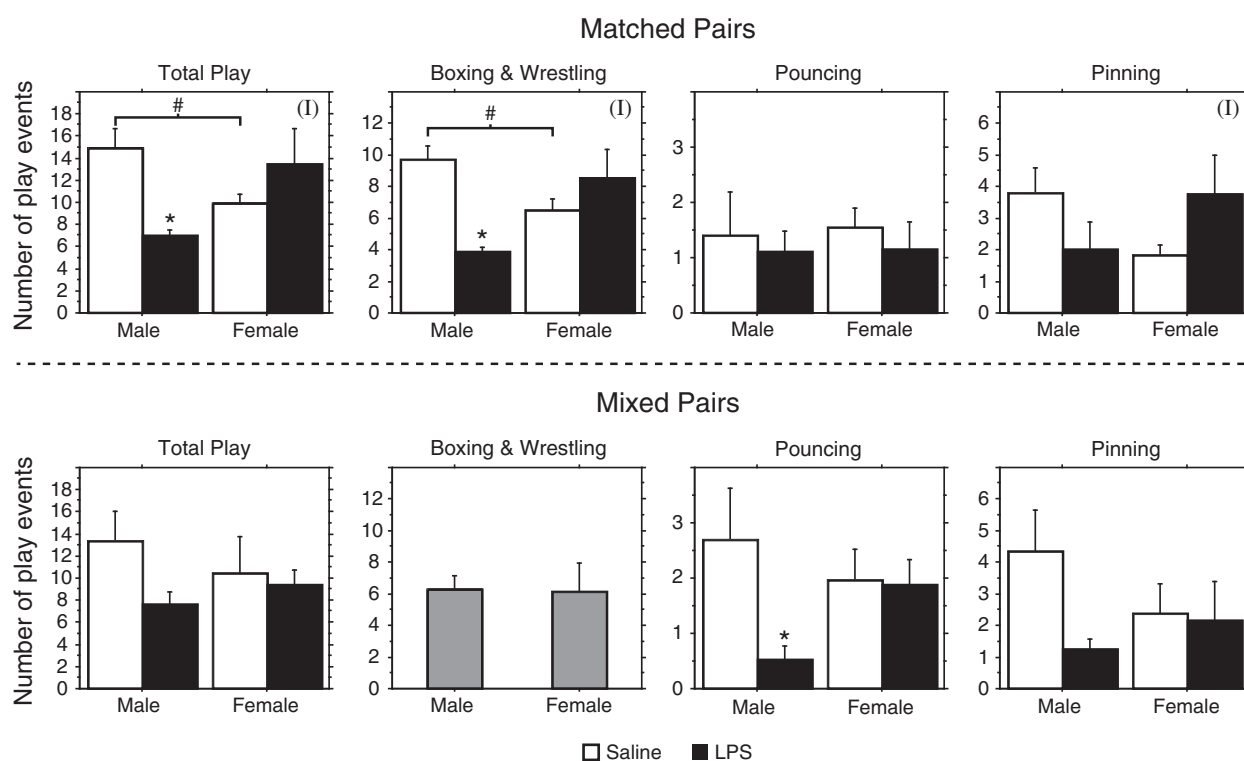 Matched Pairs
Total Play
Boxing & Wrestling
Pouncing
Pinning
Number of play events
18
16
14
12
10
8
6
4
2
0
#
(I)
*
Male
Female
12
10
8
6
4
2
0
#
(I)
*
Male
Female
3
2
1
0
Male
Female
6
5
4
3
2
1
0
(I)
Male
Female
Mixed Pairs
Total Play
Boxing & Wrestling
Pouncing
Pinning
Number of play events
18
16
14
12
10
8
6
4
2
0
Male
Female
12
10
8
6
4
2
0
Male
Female
3
2
1
0
*
Male
Female
6
5
4
3
2
1
0
Male
Female
Saline
LPS